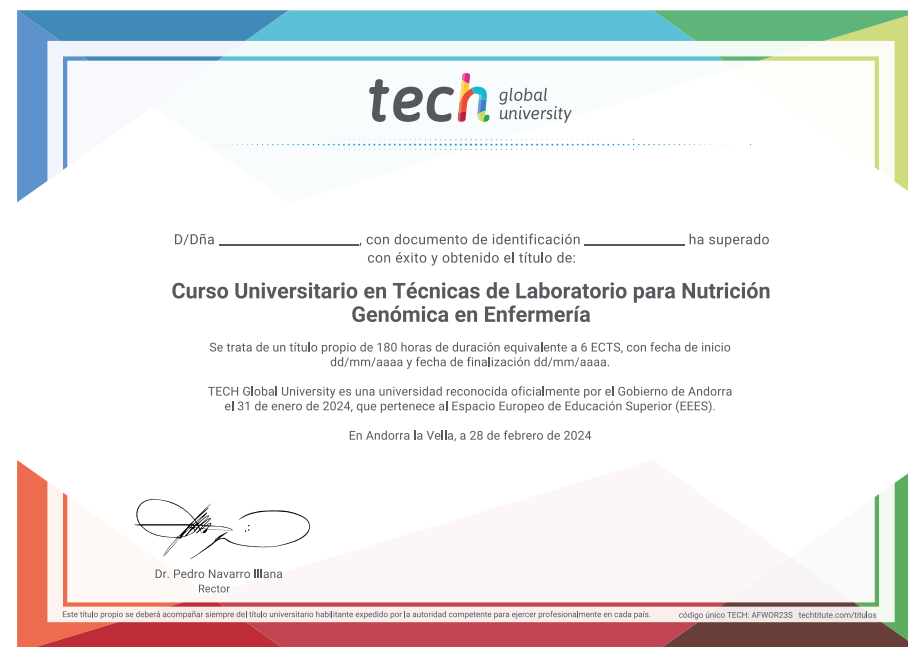 tech global university
D/Dña ______________, con documento de identificación __________ ha superado
con éxito y obtenido el título de:
Curso Universitario en Técnicas de Laboratorio para Nutrición
Genómica en Enfermería
Se trata de un título propio de 180 horas de duración equivalente a 6 ECTS, con fecha de inicio
dd/mm/aaaa y fecha de finalización dd/mm/aaaa.
TECH Global University es una universidad reconocida oficialmente por el Gobierno de Andorra
el 31 de enero de 2024, que pertenece al Espacio Europeo de Educación Superior (EEES).
En Andorra la Vella, a 28 de febrero de 2024
Dr. Pedro Navarro Illana
Rector
Este título propio se deberá acompañar siempre del título universitario habilitante expedido por la autoridad competente para ejercer profesionalmente en cada país. código único TECH: AFWOR23S techtitute.com/titulos